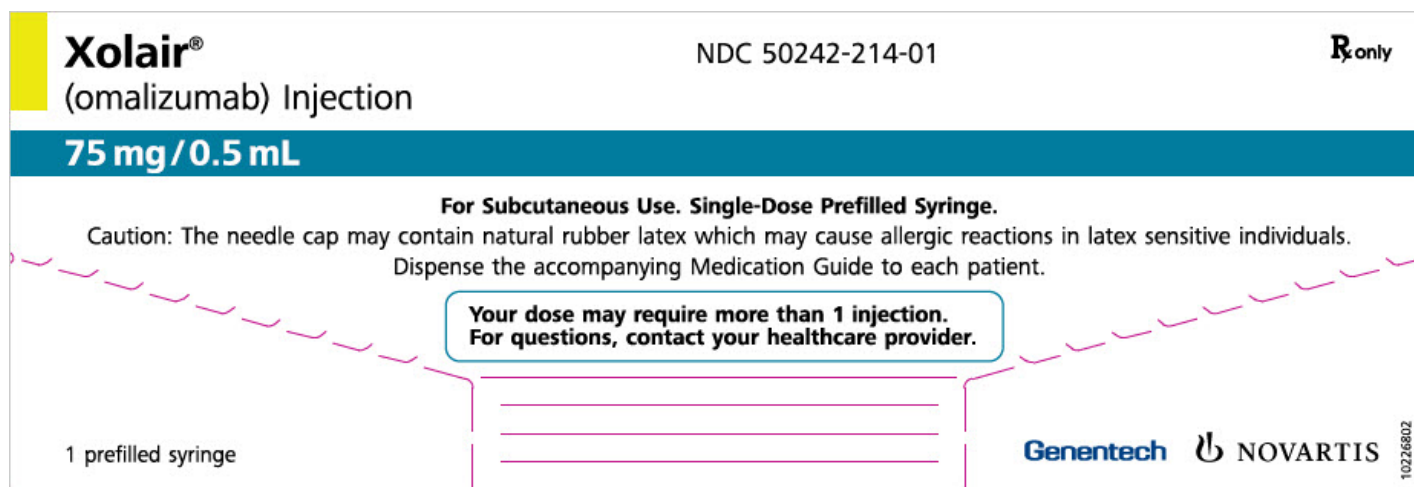 Xolair®
(omalizumab) Injection
NDC 50242-214-01
Rx only
75 mg/0.5 mL
For Subcutaneous Use. Single-Dose Prefilled Syringe.
Caution: The needle cap may contain natural rubber latex which may cause allergic reactions in latex sensitive individuals.
Dispense the accompanying Medication Guide to each patient.
Your dose may require more than 1 injection.
For questions, contact your healthcare provider.
1 prefilled syringe
Genentech
NOVARTIS
10226802